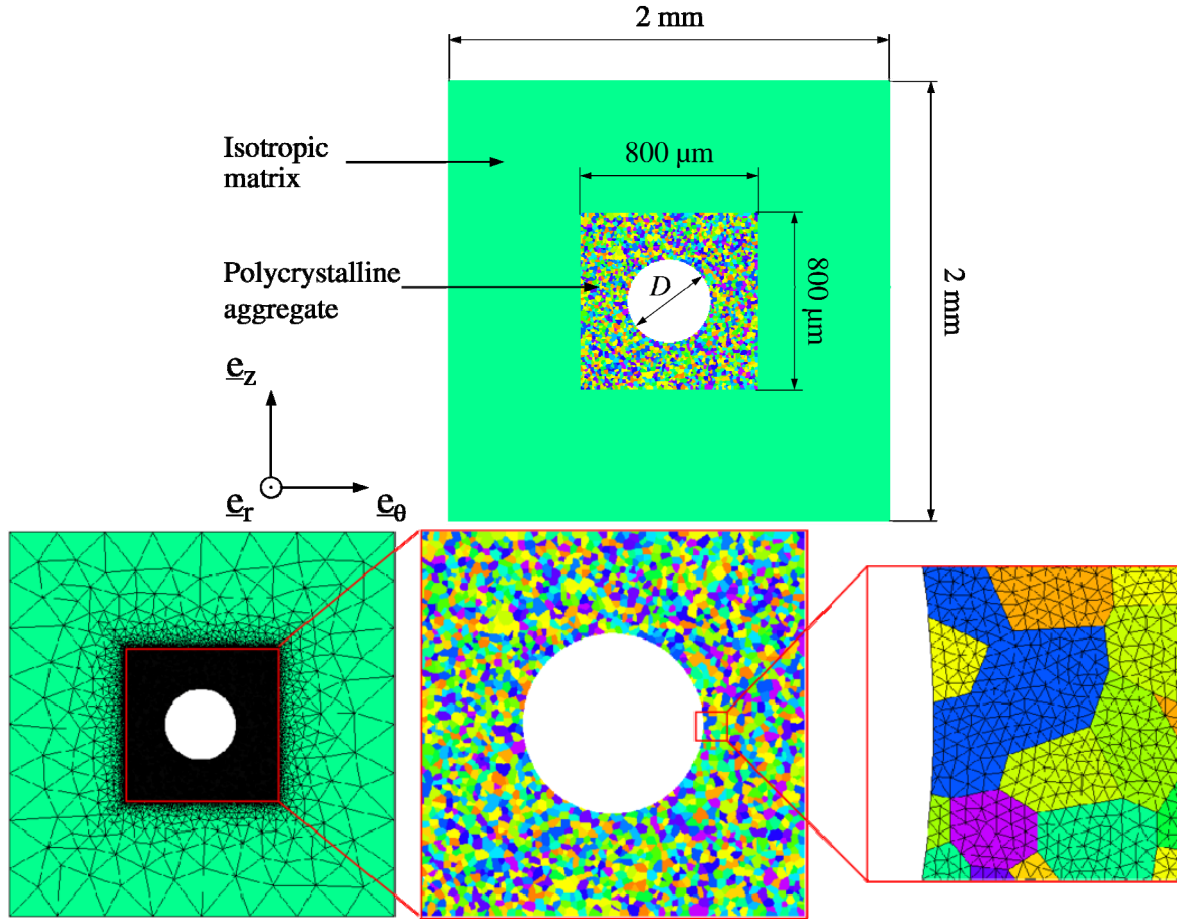 2 mm
Isotropic
matrix
800 µm
Polycrystalline
aggregate
D
800 µm
2 mm
e_z
e_r
e_θ